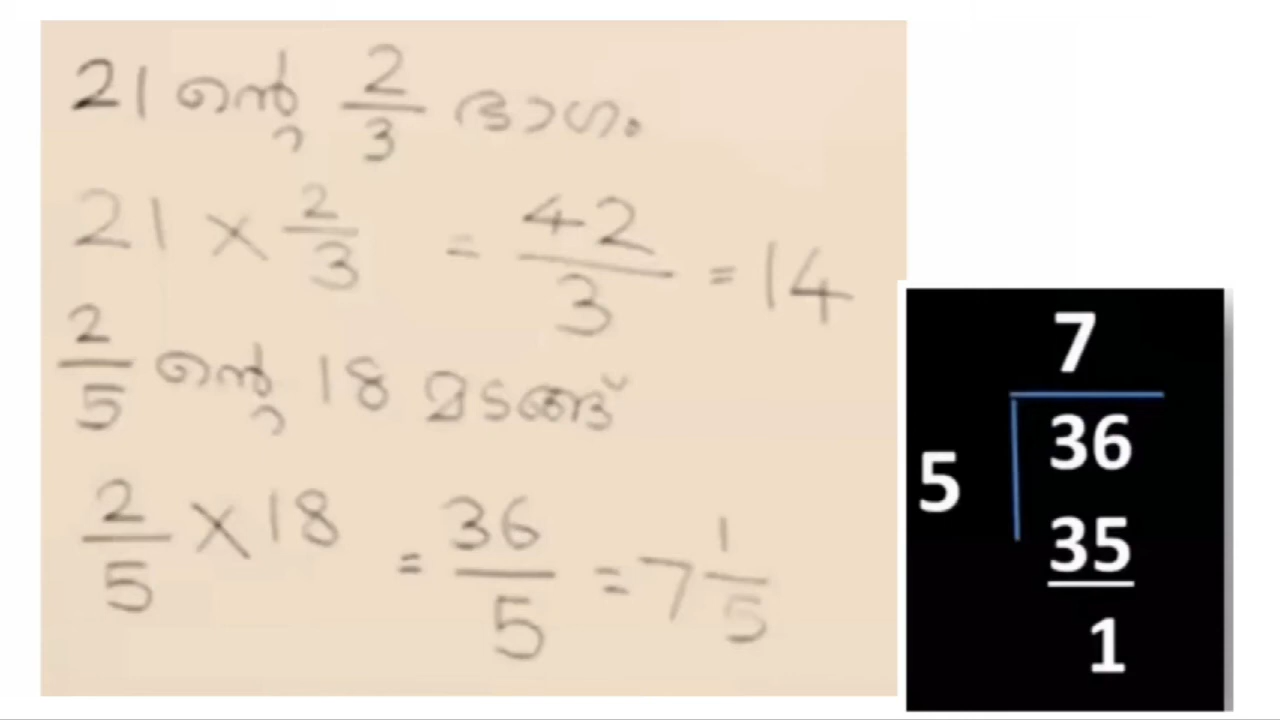 21 ന്റെ 2/3 ഭാഗം
21 × 2/3 = 42/3 = 14
2/5 ന്റെ 18 മടങ്ങ്
2/5 × 18 = 36/5 = 7 1/5
7
5 36
35
1